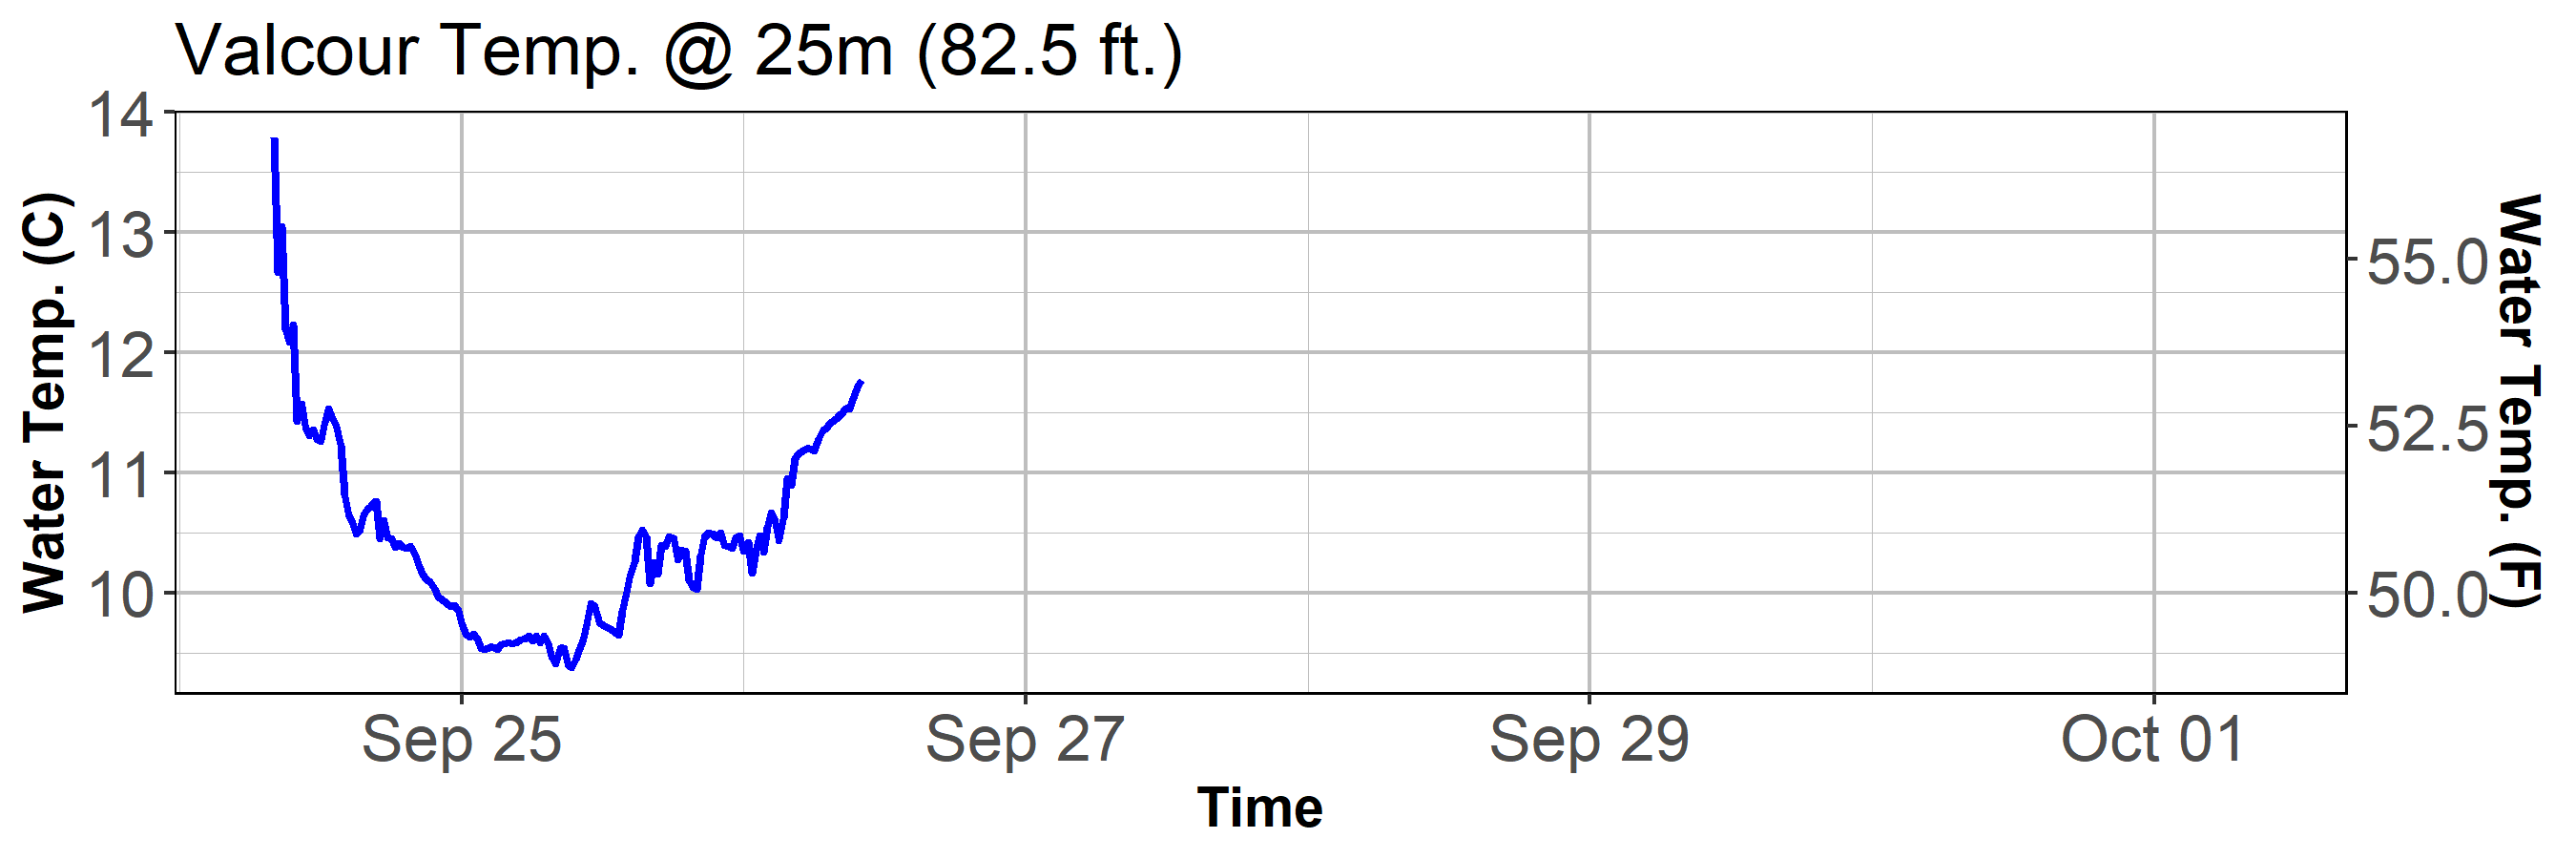 Valcour Temp. @ 25m (82.5 ft.)
Water Temp. (C)
14
13
12
11
10
55.0
52.5
50.0
Water Temp. (F)
Sep 25
Sep 27
Sep 29
Oct 01
Time